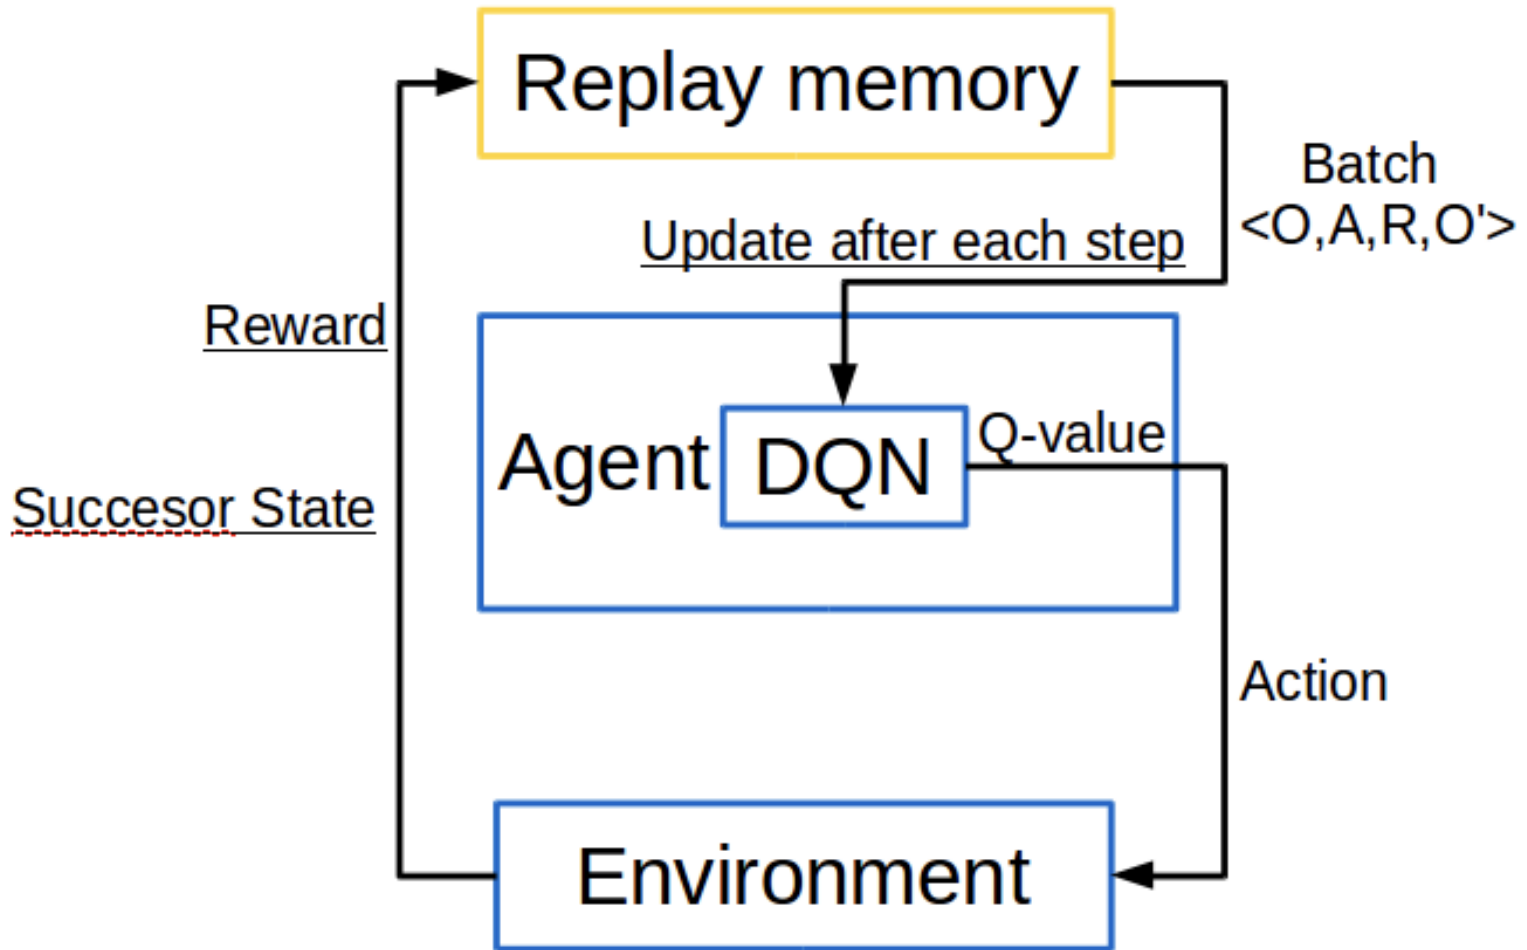 Replay memory
Batch
<O,A,R,O'>
Update after each step
Reward
Agent
DQN
Q-value
Succesor State
Action
Environment